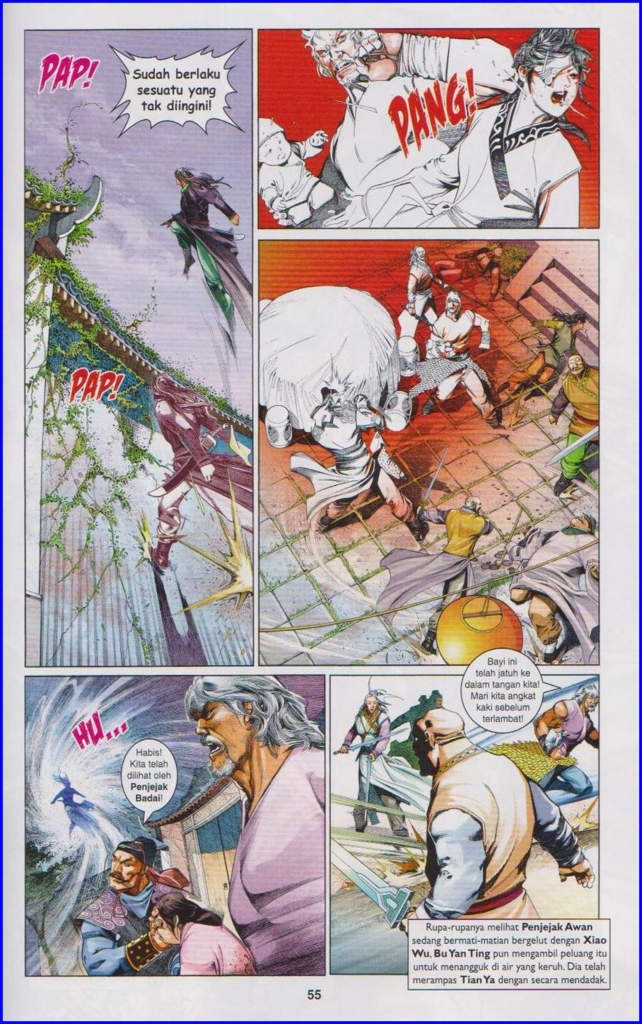 PAP!
Sudah berlaku
sesuatu yang
tak diingini!
PAP!
PANG!
HU...
Habis!
Kita telah
dilihat oleh
Penjejak
Badai!
Bayi ini
telah jatuh ke
dalam tangan kita!
Mari kita angkat
kaki sebelum
terlambat!
Rupa-rupanya melihat Penjejak Awan
sedang bermati-matian bergelut dengan Xiao
Wu, Bu Yan Ting pun mengambil peluang itu
untuk menangguk di air yang keruh. Dia telah
merampas Tian Ya dengan secara mendadak.
55